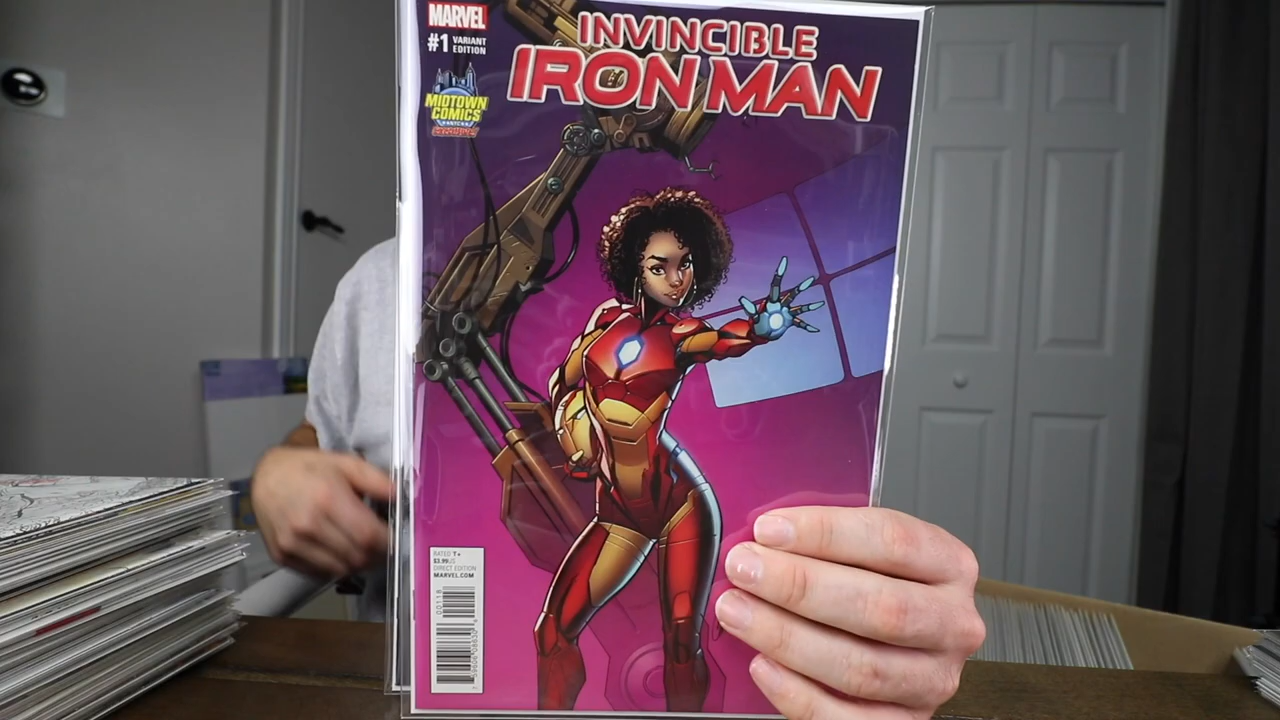 MARVEL
#1 VARIANT
EDITION
INVINCIBLE
IRON MAN
MIDTOWN
COMICS
RATED T+
$3.99US
DIRECT EDITION
MARVEL.COM